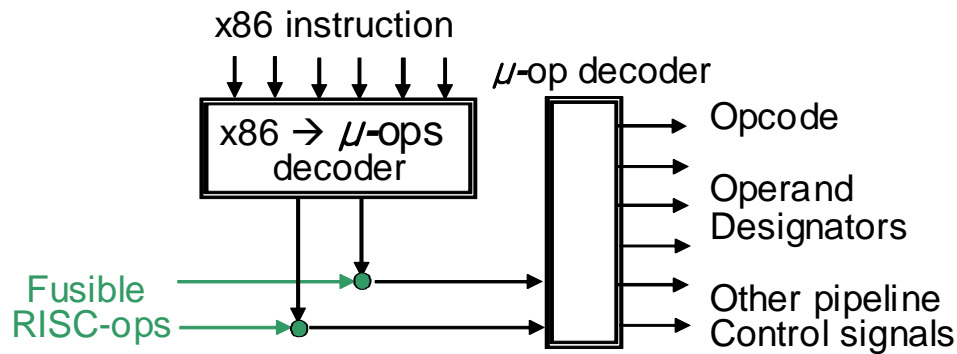 x86 instruction
μ-op decoder
x86 → μ-ops
decoder
Opcode
Operand
Designators
Fusible
RISC-ops
Other pipeline
Control signals